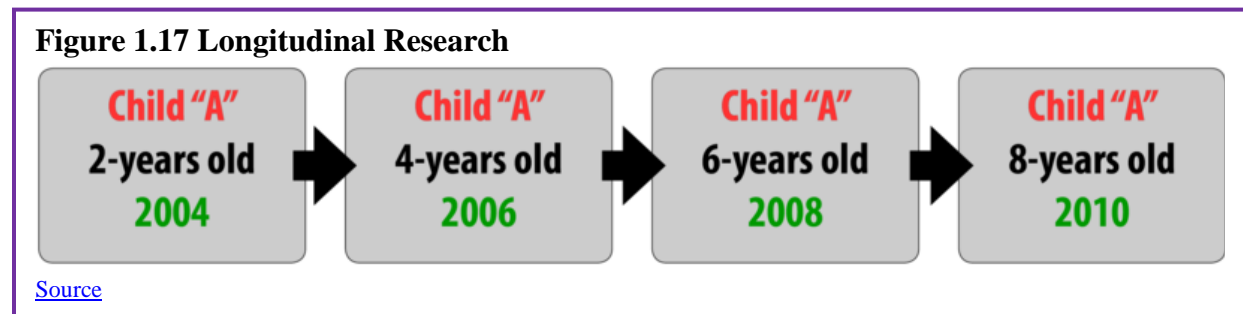 Figure 1.17 Longitudinal Research
Child "A"
2-years old
2004
Child "A"
4-years old
2006
Child "A"
6-years old
2008
Child "A"
8-years old
2010
Source